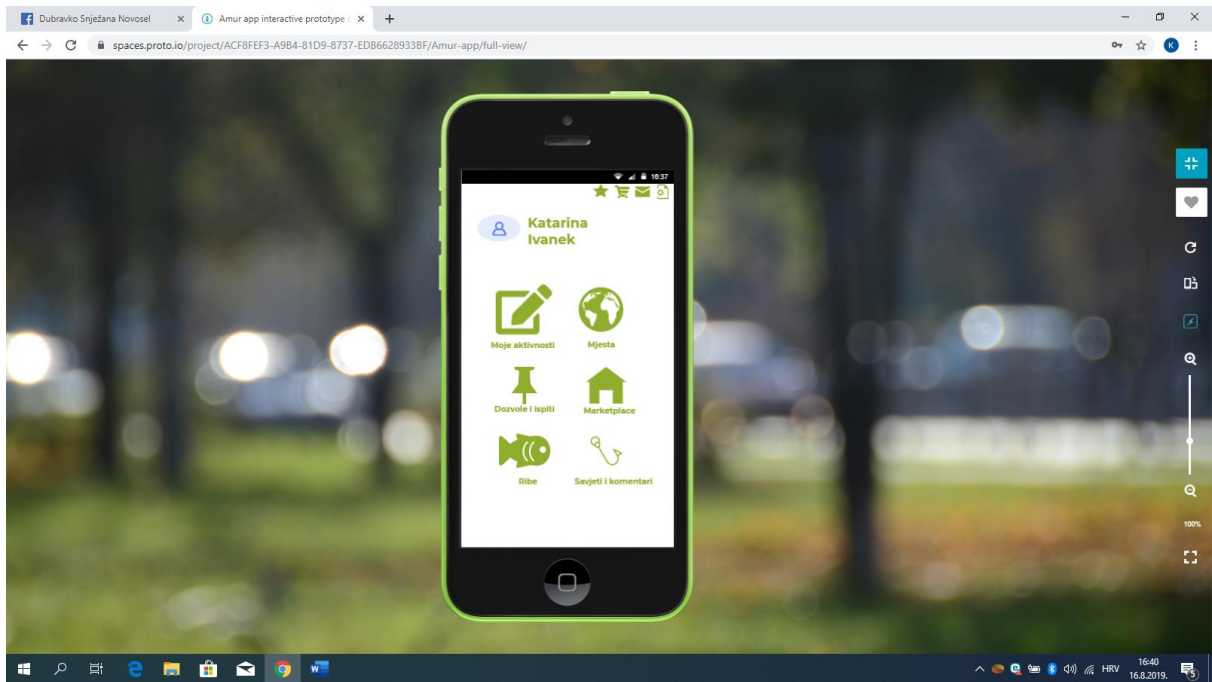 Dubravko Snježana Novosel
Amur app interactive prototype
spaces.proto.io/project/ACF8FEF3-A9B4-81D9-8737-EDB6628933BF/Amur-app/full-view/
K
16:37
Katarina
Ivanek
Moje aktivnosti
Mjesta
Dozvole i ispiti
Marketplace
Ribe
Savjeti i komentari
100%
HRV
16:40
16.8.2019.
5